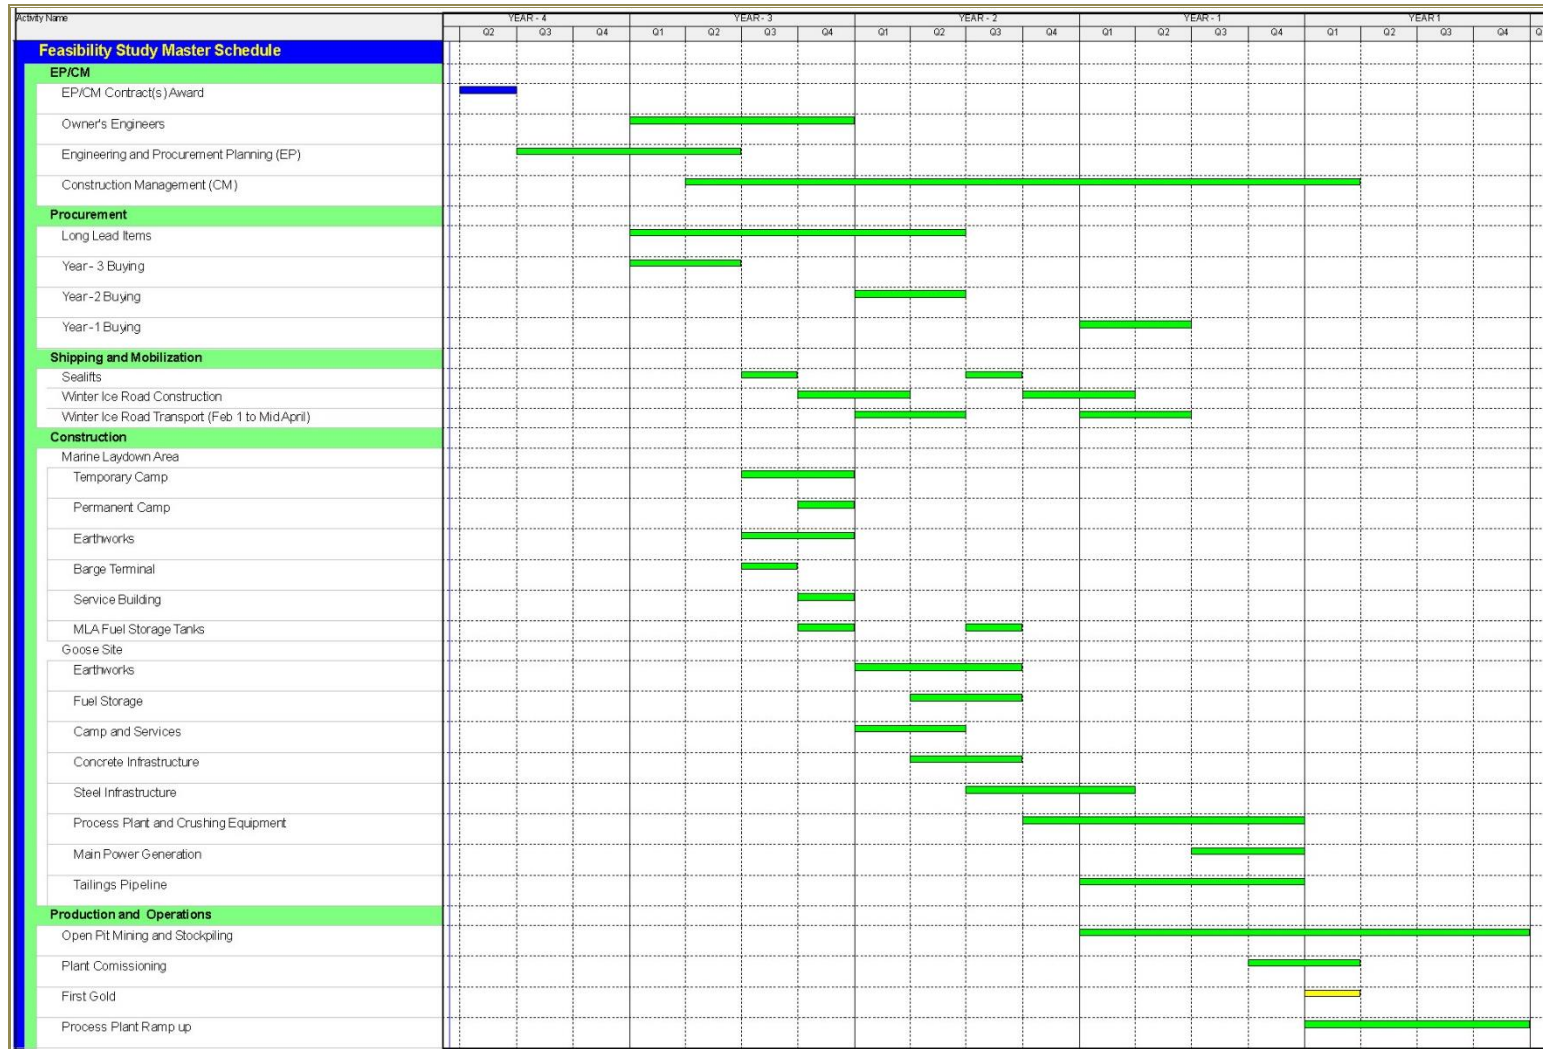 Activity Name YEAR - 4 YEAR - 3 YEAR - 2 YEAR - 1 YEAR 1
Q2 Q3 Q4 Q1 Q2 Q3 Q4 Q1 Q2 Q3 Q4 Q1 Q2 Q3 Q4 Q1 Q2 Q3 Q4
Feasibility Study Master Schedule
EP/CM
EP/CM Contract(s) Award
Owner's Engineers
Engineering and Procurement Planning (EP)
Construction Management (CM)
Procurement
Long Lead Items
Year - 3 Buying
Year -2 Buying
Year -1 Buying
Shipping and Mobilization
Sealifts
Winter Ice Road Construction
Winter Ice Road Transport (Feb 1 to Mid April)
Construction
Marine Laydown Area
Temporary Camp
Permanent Camp
Earthworks
Barge Terminal
Service Building
MLA Fuel Storage Tanks
Goose Site
Earthworks
Fuel Storage
Camp and Services
Concrete Infrastructure
Steel Infrastructure
Process Plant and Crushing Equipment
Main Power Generation
Tailings Pipeline
Production and Operations
Open Pit Mining and Stockpiling
Plant Comissioning
First Gold
Process Plant Ramp up